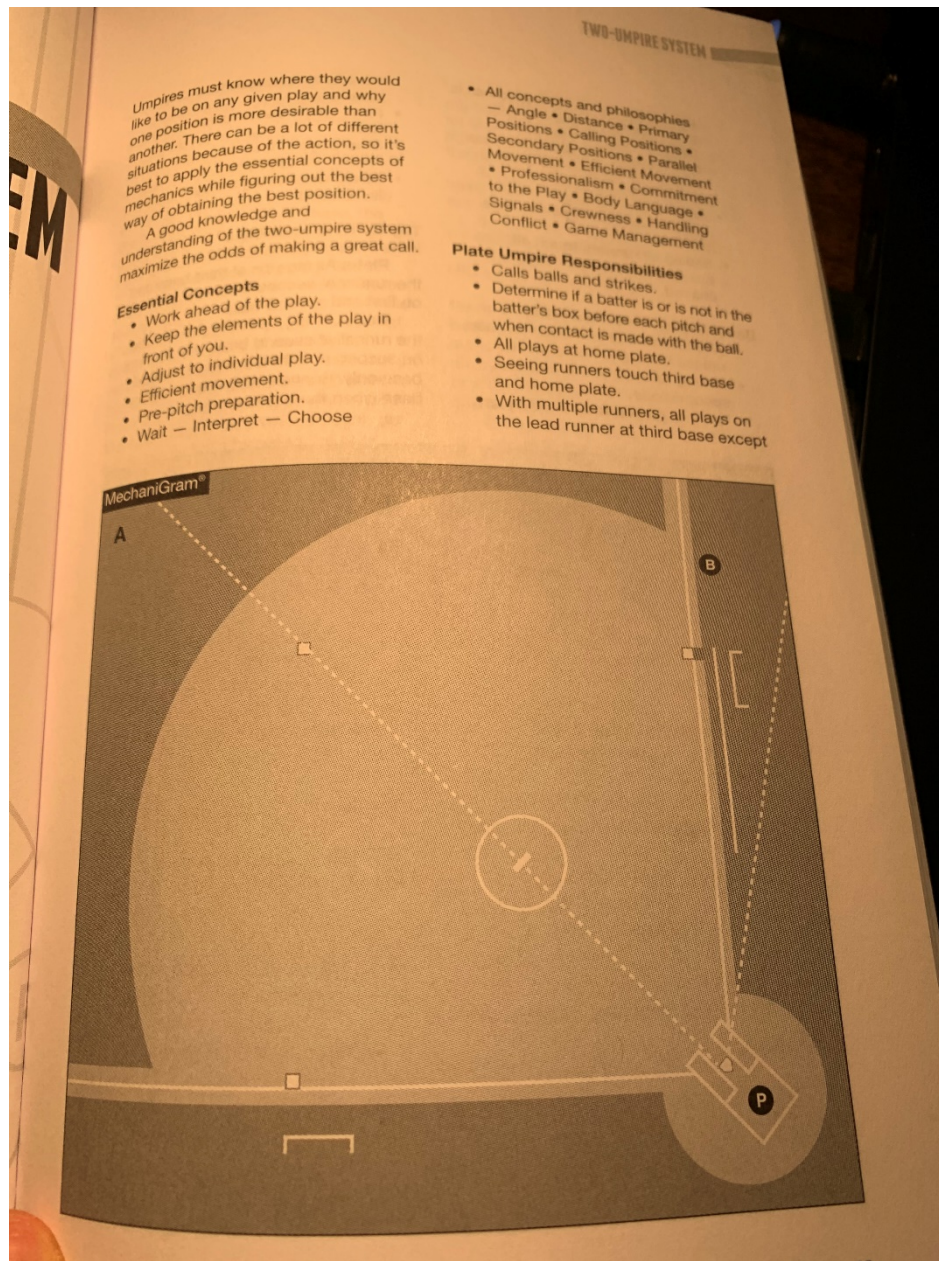 TWO-UMPIRE SYSTEM
EM
Umpires must know where they would
like to be on any given play and why
one position is more desirable than
another. There can be a lot of different
situations because of the action, so it's
best to apply the essential concepts of
mechanics while figuring out the best
way of obtaining the best position.
A good knowledge and
understanding of the two-umpire system
maximize the odds of making a great call.
Essential Concepts
• Work ahead of the play.
• Keep the elements of the play in
front of you.
• Adjust to individual play.
• Efficient movement.
• Pre-pitch preparation.
• Wait — Interpret — Choose
• All concepts and philosophies
— Angle • Distance • Primary
Positions • Calling Positions •
Secondary Positions • Parallel
Movement • Efficient Movement
• Professionalism • Commitment
to the Play • Body Language •
Signals • Crewness • Handling
Conflict • Game Management
Plate Umpire Responsibilities
• Calls balls and strikes.
• Determine if a batter is or is not in the
batter's box before each pitch and
when contact is made with the ball.
• All plays at home plate.
• Seeing runners touch third base
and home plate.
• With multiple runners, all plays on
the lead runner at third base except
MechaniGram®
A
B
P